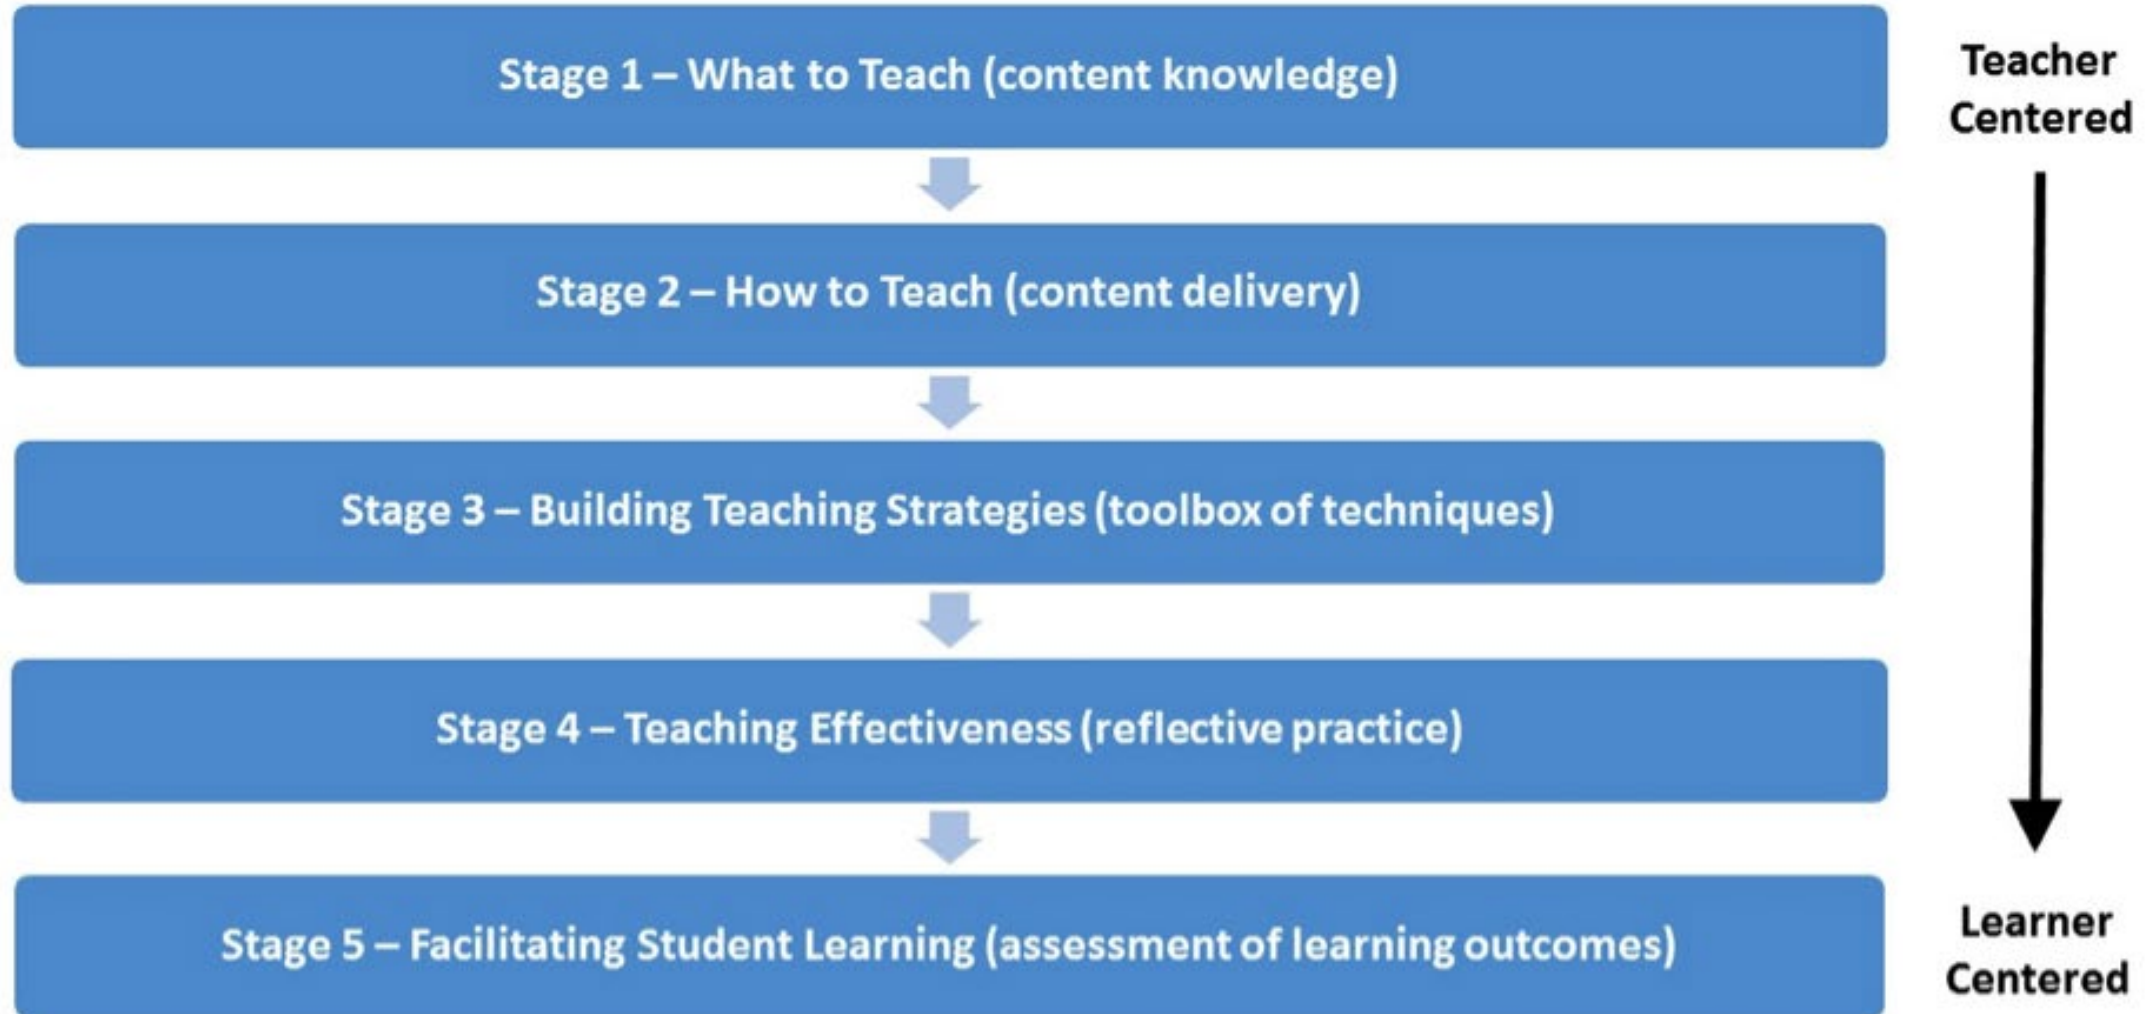 Stage 1 – What to Teach (content knowledge)
Teacher
Centered
Stage 2 – How to Teach (content delivery)
Stage 3 – Building Teaching Strategies (toolbox of techniques)
Stage 4 – Teaching Effectiveness (reflective practice)
Stage 5 – Facilitating Student Learning (assessment of learning outcomes)
Learner
Centered